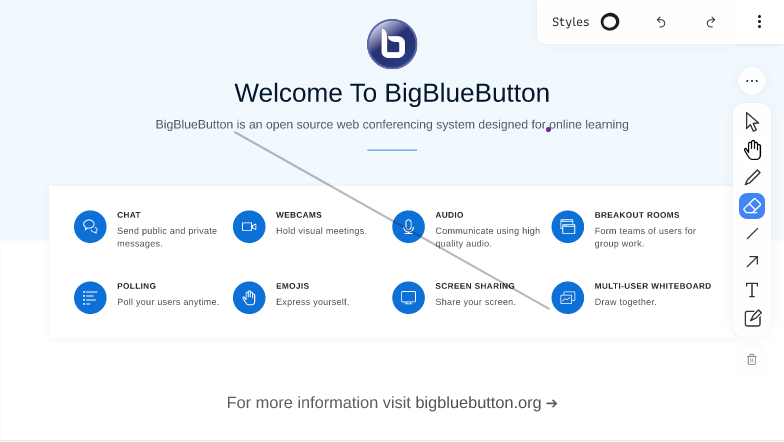 Styles
Welcome To BigBlueButton
BigBlueButton is an open source web conferencing system designed for online learning
CHAT
Send public and private
messages.
WEBCAMS
Hold visual meetings.
AUDIO
Communicate using high
quality audio.
BREAKOUT ROOMS
Form teams of users for
group work.
POLLING
Poll your users anytime.
EMOJIS
Express yourself.
SCREEN SHARING
Share your screen.
MULTI-USER WHITEBOARD
Draw together.
For more information visit bigbluebutton.org →